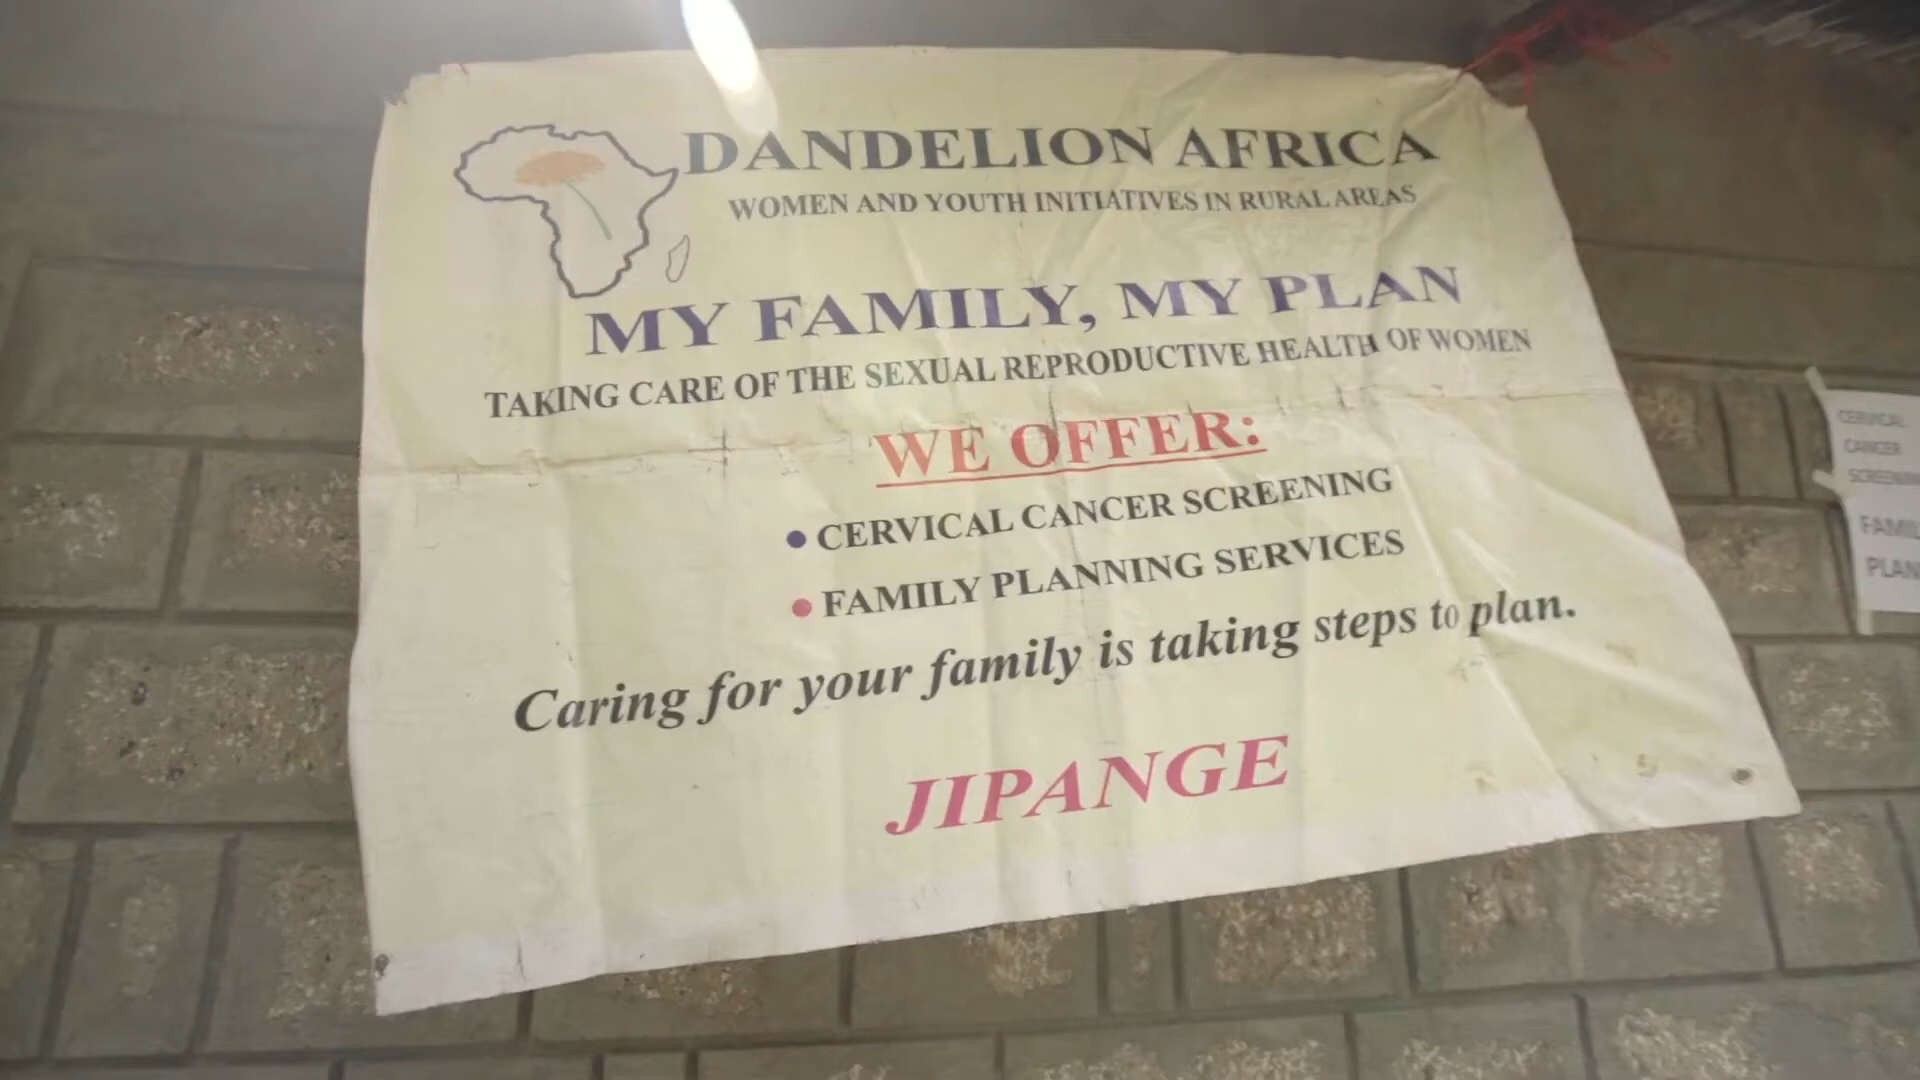 DANDELION AFRICA
WOMEN AND YOUTH INITIATIVES IN RURAL AREAS
MY FAMILY, MY PLAN
TAKING CARE OF THE SEXUAL REPRODUCTIVE HEALTH OF WOMEN
WE OFFER:
• CERVICAL CANCER SCREENING
• FAMILY PLANNING SERVICES
Caring for your family is taking steps to plan.
JIPANGE
CERVICAL
CANCER